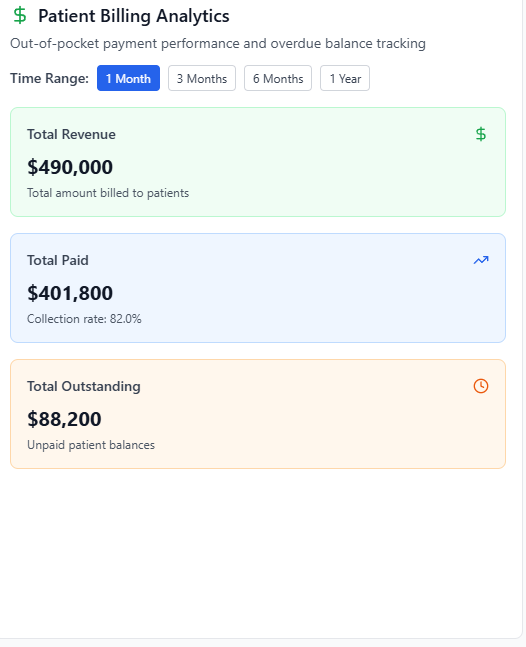 $ Patient Billing Analytics
Out-of-pocket payment performance and overdue balance tracking
Time Range: 1 Month 3 Months 6 Months 1 Year
Total Revenue $
$490,000
Total amount billed to patients
Total Paid
$401,800
Collection rate: 82.0%
Total Outstanding
$88,200
Unpaid patient balances